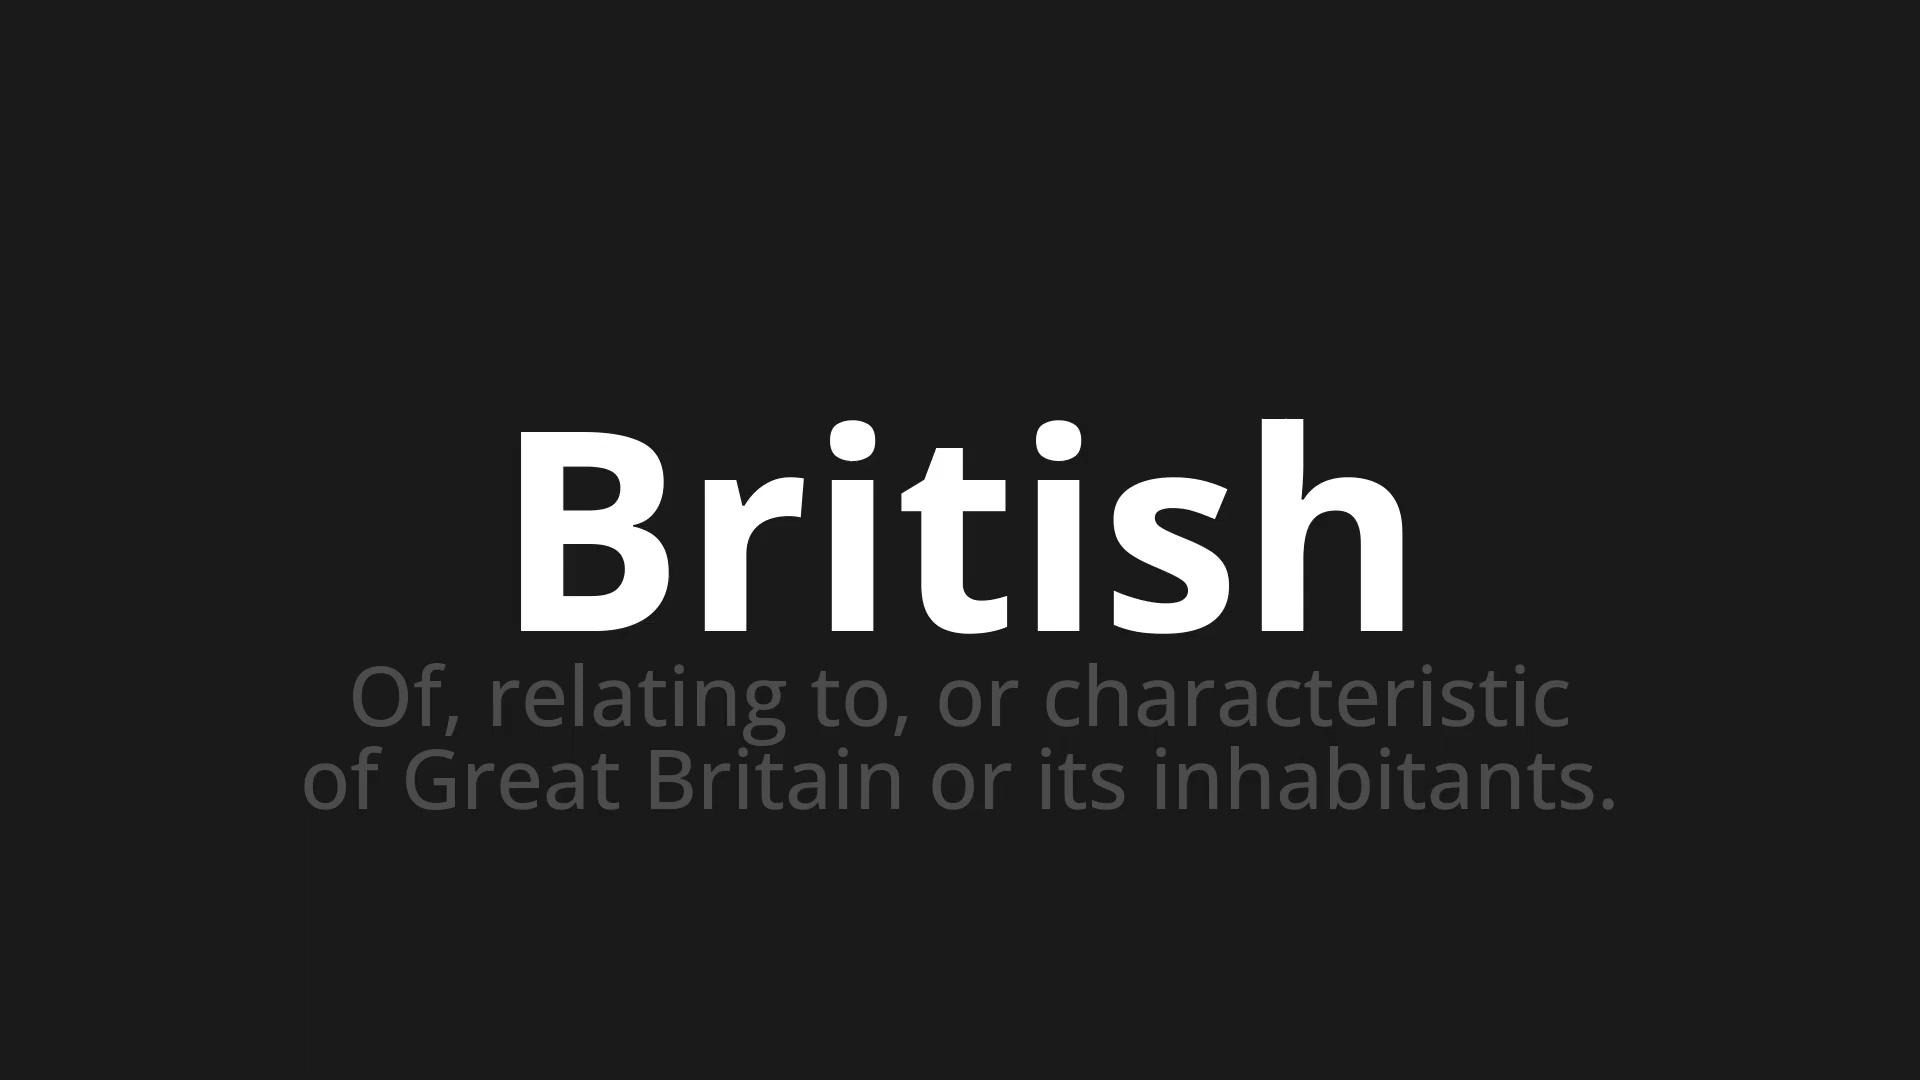 British
Of, relating to, or characteristic
of Great Britain or its inhabitants.